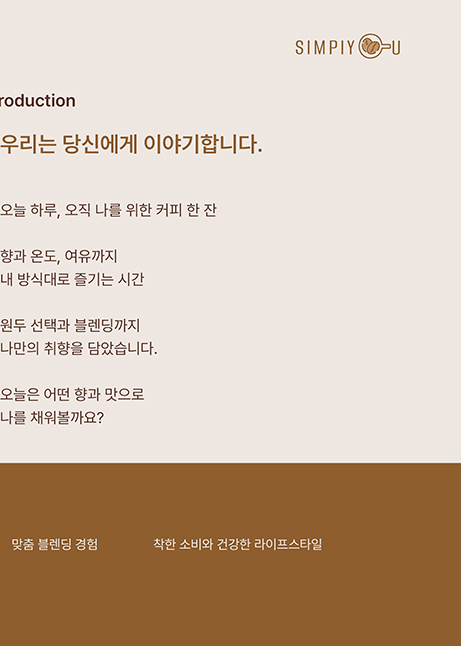 SIMPIY U
roduction
우리는 당신에게 이야기합니다.
오늘 하루, 오직 나를 위한 커피 한 잔
향과 온도, 여유까지
내 방식대로 즐기는 시간
원두 선택과 블렌딩까지
나만의 취향을 담았습니다.
오늘은 어떤 향과 맛으로
나를 채워볼까요?
맞춤 블렌딩 경험
착한 소비와 건강한 라이프스타일